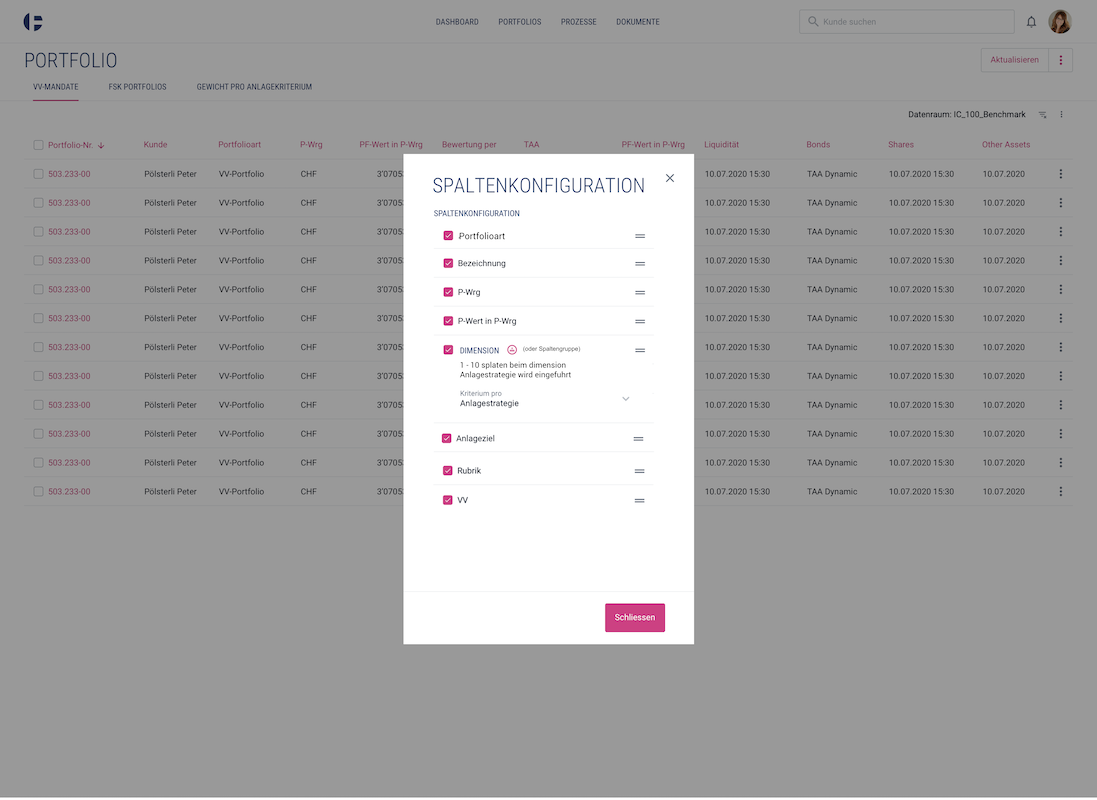 DASHBOARD PORTFOLIOS PROZESSE DOKUMENTE Kunde suchen
PORTFOLIO Aktualisieren
VV-MANDATE FSK PORTFOLIOS GEWICHT PRO ANLAGEKRITERIUM
Datenraum: IC_100_Benchmark
Portfolio-Nr. Kunde Portfolioart P-Wrg PF-Wert in P-Wrg Bewertung per TAA PF-Wert in P-Wrg Liquidität Bonds Shares Other Assets
503.233-00 Pölsterli Peter VV-Portfolio CHF 3'0705 10.07.2020 15:30 TAA Dynamic 10.07.2020 15:30 10.07.2020
503.233-00 Pölsterli Peter VV-Portfolio CHF 3'0705 10.07.2020 15:30 TAA Dynamic 10.07.2020 15:30 10.07.2020
503.233-00 Pölsterli Peter VV-Portfolio CHF 3'0705 10.07.2020 15:30 TAA Dynamic 10.07.2020 15:30 10.07.2020
503.233-00 Pölsterli Peter VV-Portfolio CHF 3'0705 10.07.2020 15:30 TAA Dynamic 10.07.2020 15:30 10.07.2020
503.233-00 Pölsterli Peter VV-Portfolio CHF 3'0705 10.07.2020 15:30 TAA Dynamic 10.07.2020 15:30 10.07.2020
503.233-00 Pölsterli Peter VV-Portfolio CHF 3'0705 10.07.2020 15:30 TAA Dynamic 10.07.2020 15:30 10.07.2020
503.233-00 Pölsterli Peter VV-Portfolio CHF 3'0705 10.07.2020 15:30 TAA Dynamic 10.07.2020 15:30 10.07.2020
503.233-00 Pölsterli Peter VV-Portfolio CHF 3'0705 10.07.2020 15:30 TAA Dynamic 10.07.2020 15:30 10.07.2020
503.233-00 Pölsterli Peter VV-Portfolio CHF 3'0705 10.07.2020 15:30 TAA Dynamic 10.07.2020 15:30 10.07.2020
503.233-00 Pölsterli Peter VV-Portfolio CHF 3'0705 10.07.2020 15:30 TAA Dynamic 10.07.2020 15:30 10.07.2020
503.233-00 Pölsterli Peter VV-Portfolio CHF 3'0705 10.07.2020 15:30 TAA Dynamic 10.07.2020 15:30 10.07.2020
503.233-00 Pölsterli Peter VV-Portfolio CHF 3'0705 10.07.2020 15:30 TAA Dynamic 10.07.2020 15:30 10.07.2020
SPALTENKONFIGURATION
SPALTENKONFIGURATION
Portfolioart
Bezeichnung
P-Wrg
P-Wert in P-Wrg
DIMENSION (oder Spaltengruppe)
1 - 10 splaten beim dimension
Anlagestrategie wird eingefuhrt
Kriterium pro
Anlagestrategie
Anlageziel
Rubrik
VV
Schliessen